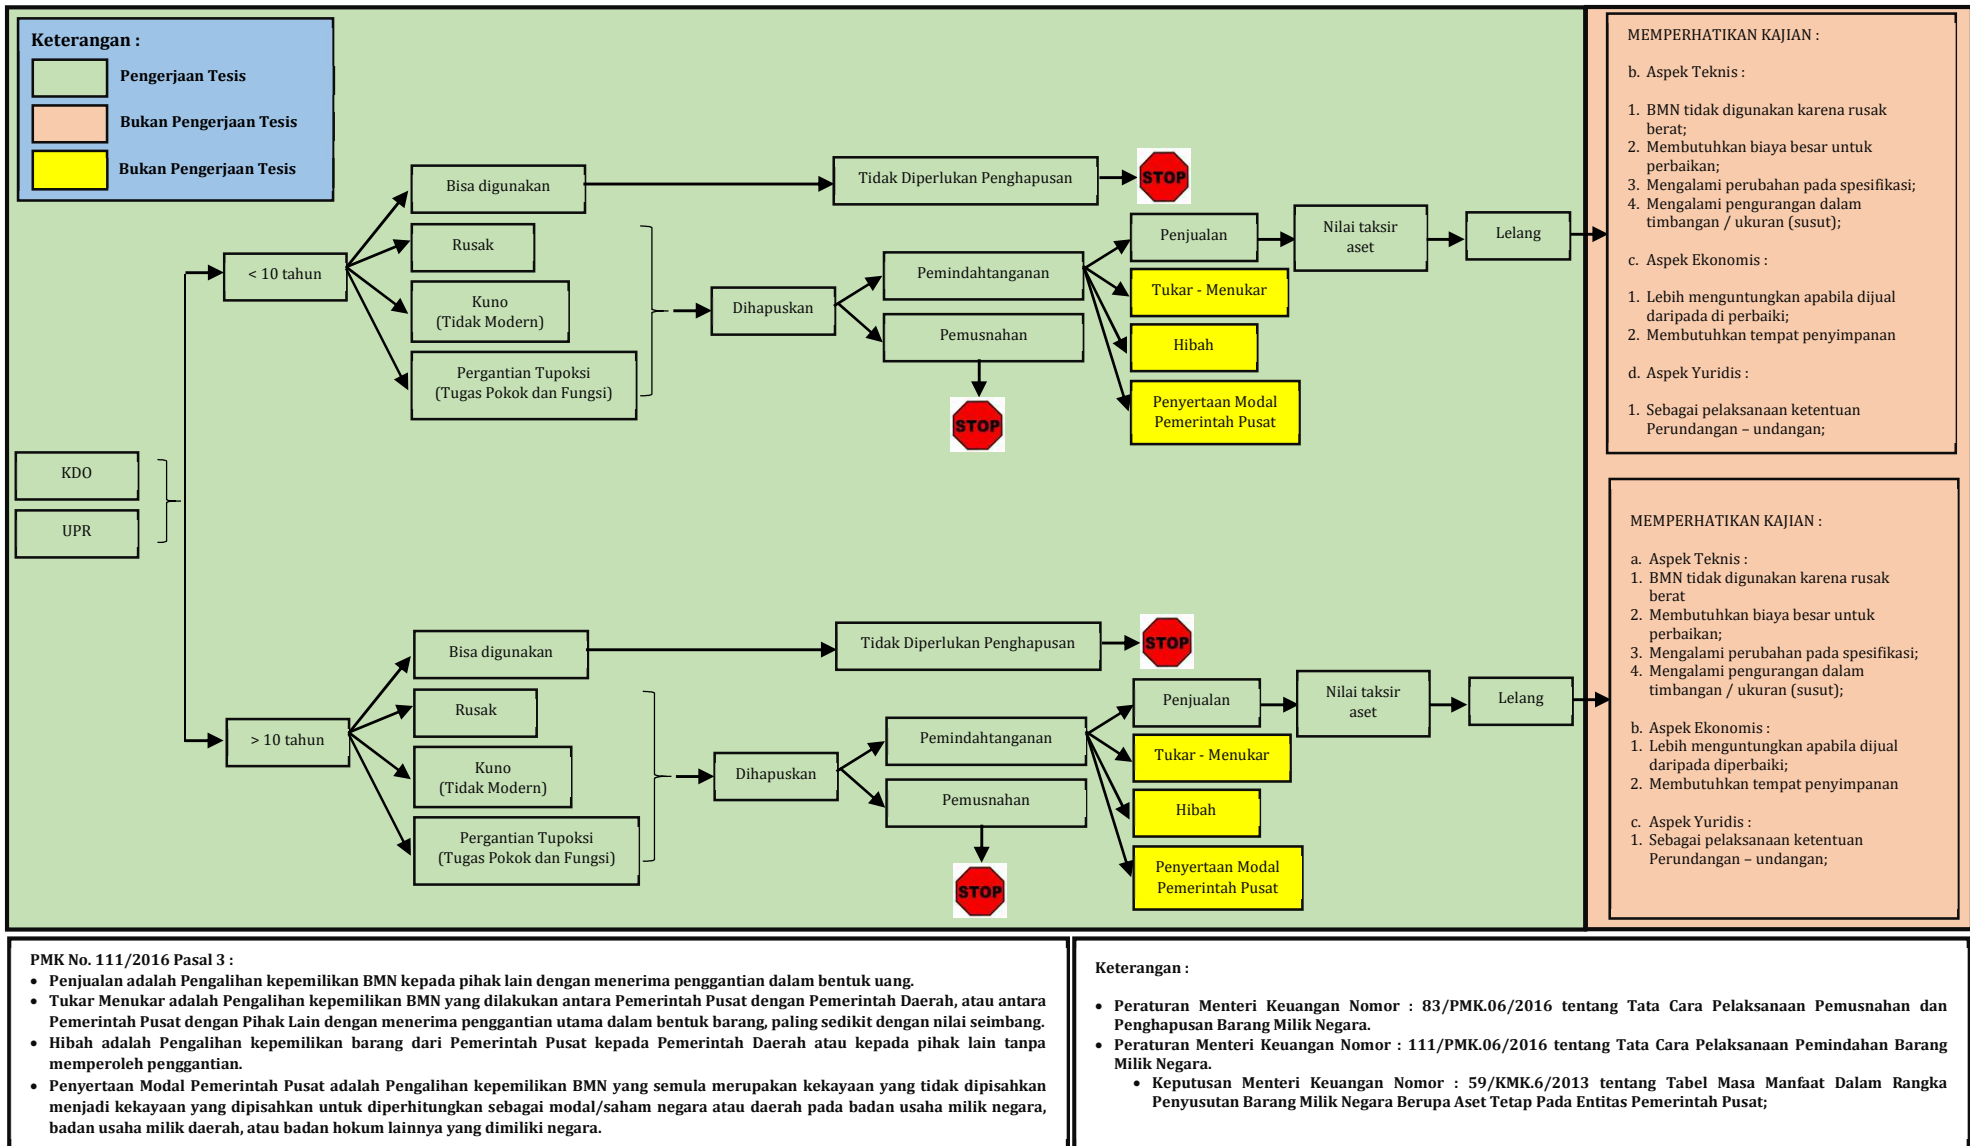 Keterangan :
Pengerjaan Tesis
Bukan Pengerjaan Tesis
Bukan Pengerjaan Tesis
KDO
UPR
< 10 tahun
Bisa digunakan
Rusak
Kuno
(Tidak Modern)
Pergantian Tupoksi
(Tugas Pokok dan Fungsi)
Tidak Diperlukan Penghapusan
STOP
Dihapuskan
Pemindahtanganan
Pemusnahan
STOP
Penjualan
Tukar - Menukar
Hibah
Penyertaan Modal
Pemerintah Pusat
Nilai taksir
aset
Lelang
MEMPERHATIKAN KAJIAN :
b. Aspek Teknis :
1. BMN tidak digunakan karena rusak
berat;
2. Membutuhkan biaya besar untuk
perbaikan;
3. Mengalami perubahan pada spesifikasi;
4. Mengalami pengurangan dalam
timbangan / ukuran (susut);
c. Aspek Ekonomis :
1. Lebih menguntungkan apabila dijual
daripada di perbaiki;
2. Membutuhkan tempat penyimpanan
d. Aspek Yuridis :
1. Sebagai pelaksanaan ketentuan
Perundangan – undangan;
> 10 tahun
Bisa digunakan
Rusak
Kuno
(Tidak Modern)
Pergantian Tupoksi
(Tugas Pokok dan Fungsi)
Tidak Diperlukan Penghapusan
STOP
Dihapuskan
Pemindahtanganan
Pemusnahan
STOP
Penjualan
Tukar - Menukar
Hibah
Penyertaan Modal
Pemerintah Pusat
Nilai taksir
aset
Lelang
MEMPERHATIKAN KAJIAN :
a. Aspek Teknis :
1. BMN tidak digunakan karena rusak
berat
2. Membutuhkan biaya besar untuk
perbaikan;
3. Mengalami perubahan pada spesifikasi;
4. Mengalami pengurangan dalam
timbangan / ukuran (susut);
b. Aspek Ekonomis :
1. Lebih menguntungkan apabila dijual
daripada diperbaiki;
2. Membutuhkan tempat penyimpanan
c. Aspek Yuridis :
1. Sebagai pelaksanaan ketentuan
Perundangan – undangan;
PMK No. 111/2016 Pasal 3 :
• Penjualan adalah Pengalihan kepemilikan BMN kepada pihak lain dengan menerima penggantian dalam bentuk uang.
• Tukar Menukar adalah Pengalihan kepemilikan BMN yang dilakukan antara Pemerintah Pusat dengan Pemerintah Daerah, atau antara
Pemerintah Pusat dengan Pihak Lain dengan menerima penggantian utama dalam bentuk barang, paling sedikit dengan nilai seimbang.
• Hibah adalah Pengalihan kepemilikan barang dari Pemerintah Pusat kepada Pemerintah Daerah atau kepada pihak lain tanpa
memperoleh penggantian.
• Penyertaan Modal Pemerintah Pusat adalah Pengalihan kepemilikan BMN yang semula merupakan kekayaan yang tidak dipisahkan
menjadi kekayaan yang dipisahkan untuk diperhitungkan sebagai modal/saham negara atau daerah pada badan usaha milik negara,
badan usaha milik daerah, atau badan hokum lainnya yang dimiliki negara.
Keterangan :
• Peraturan Menteri Keuangan Nomor : 83/PMK.06/2016 tentang Tata Cara Pelaksanaan Pemusnahan dan
Penghapusan Barang Milik Negara.
• Peraturan Menteri Keuangan Nomor : 111/PMK.06/2016 tentang Tata Cara Pelaksanaan Pemindahan Barang
Milik Negara.
• Keputusan Menteri Keuangan Nomor : 59/KMK.6/2013 tentang Tabel Masa Manfaat Dalam Rangka
Penyusutan Barang Milik Negara Berupa Aset Tetap Pada Entitas Pemerintah Pusat;